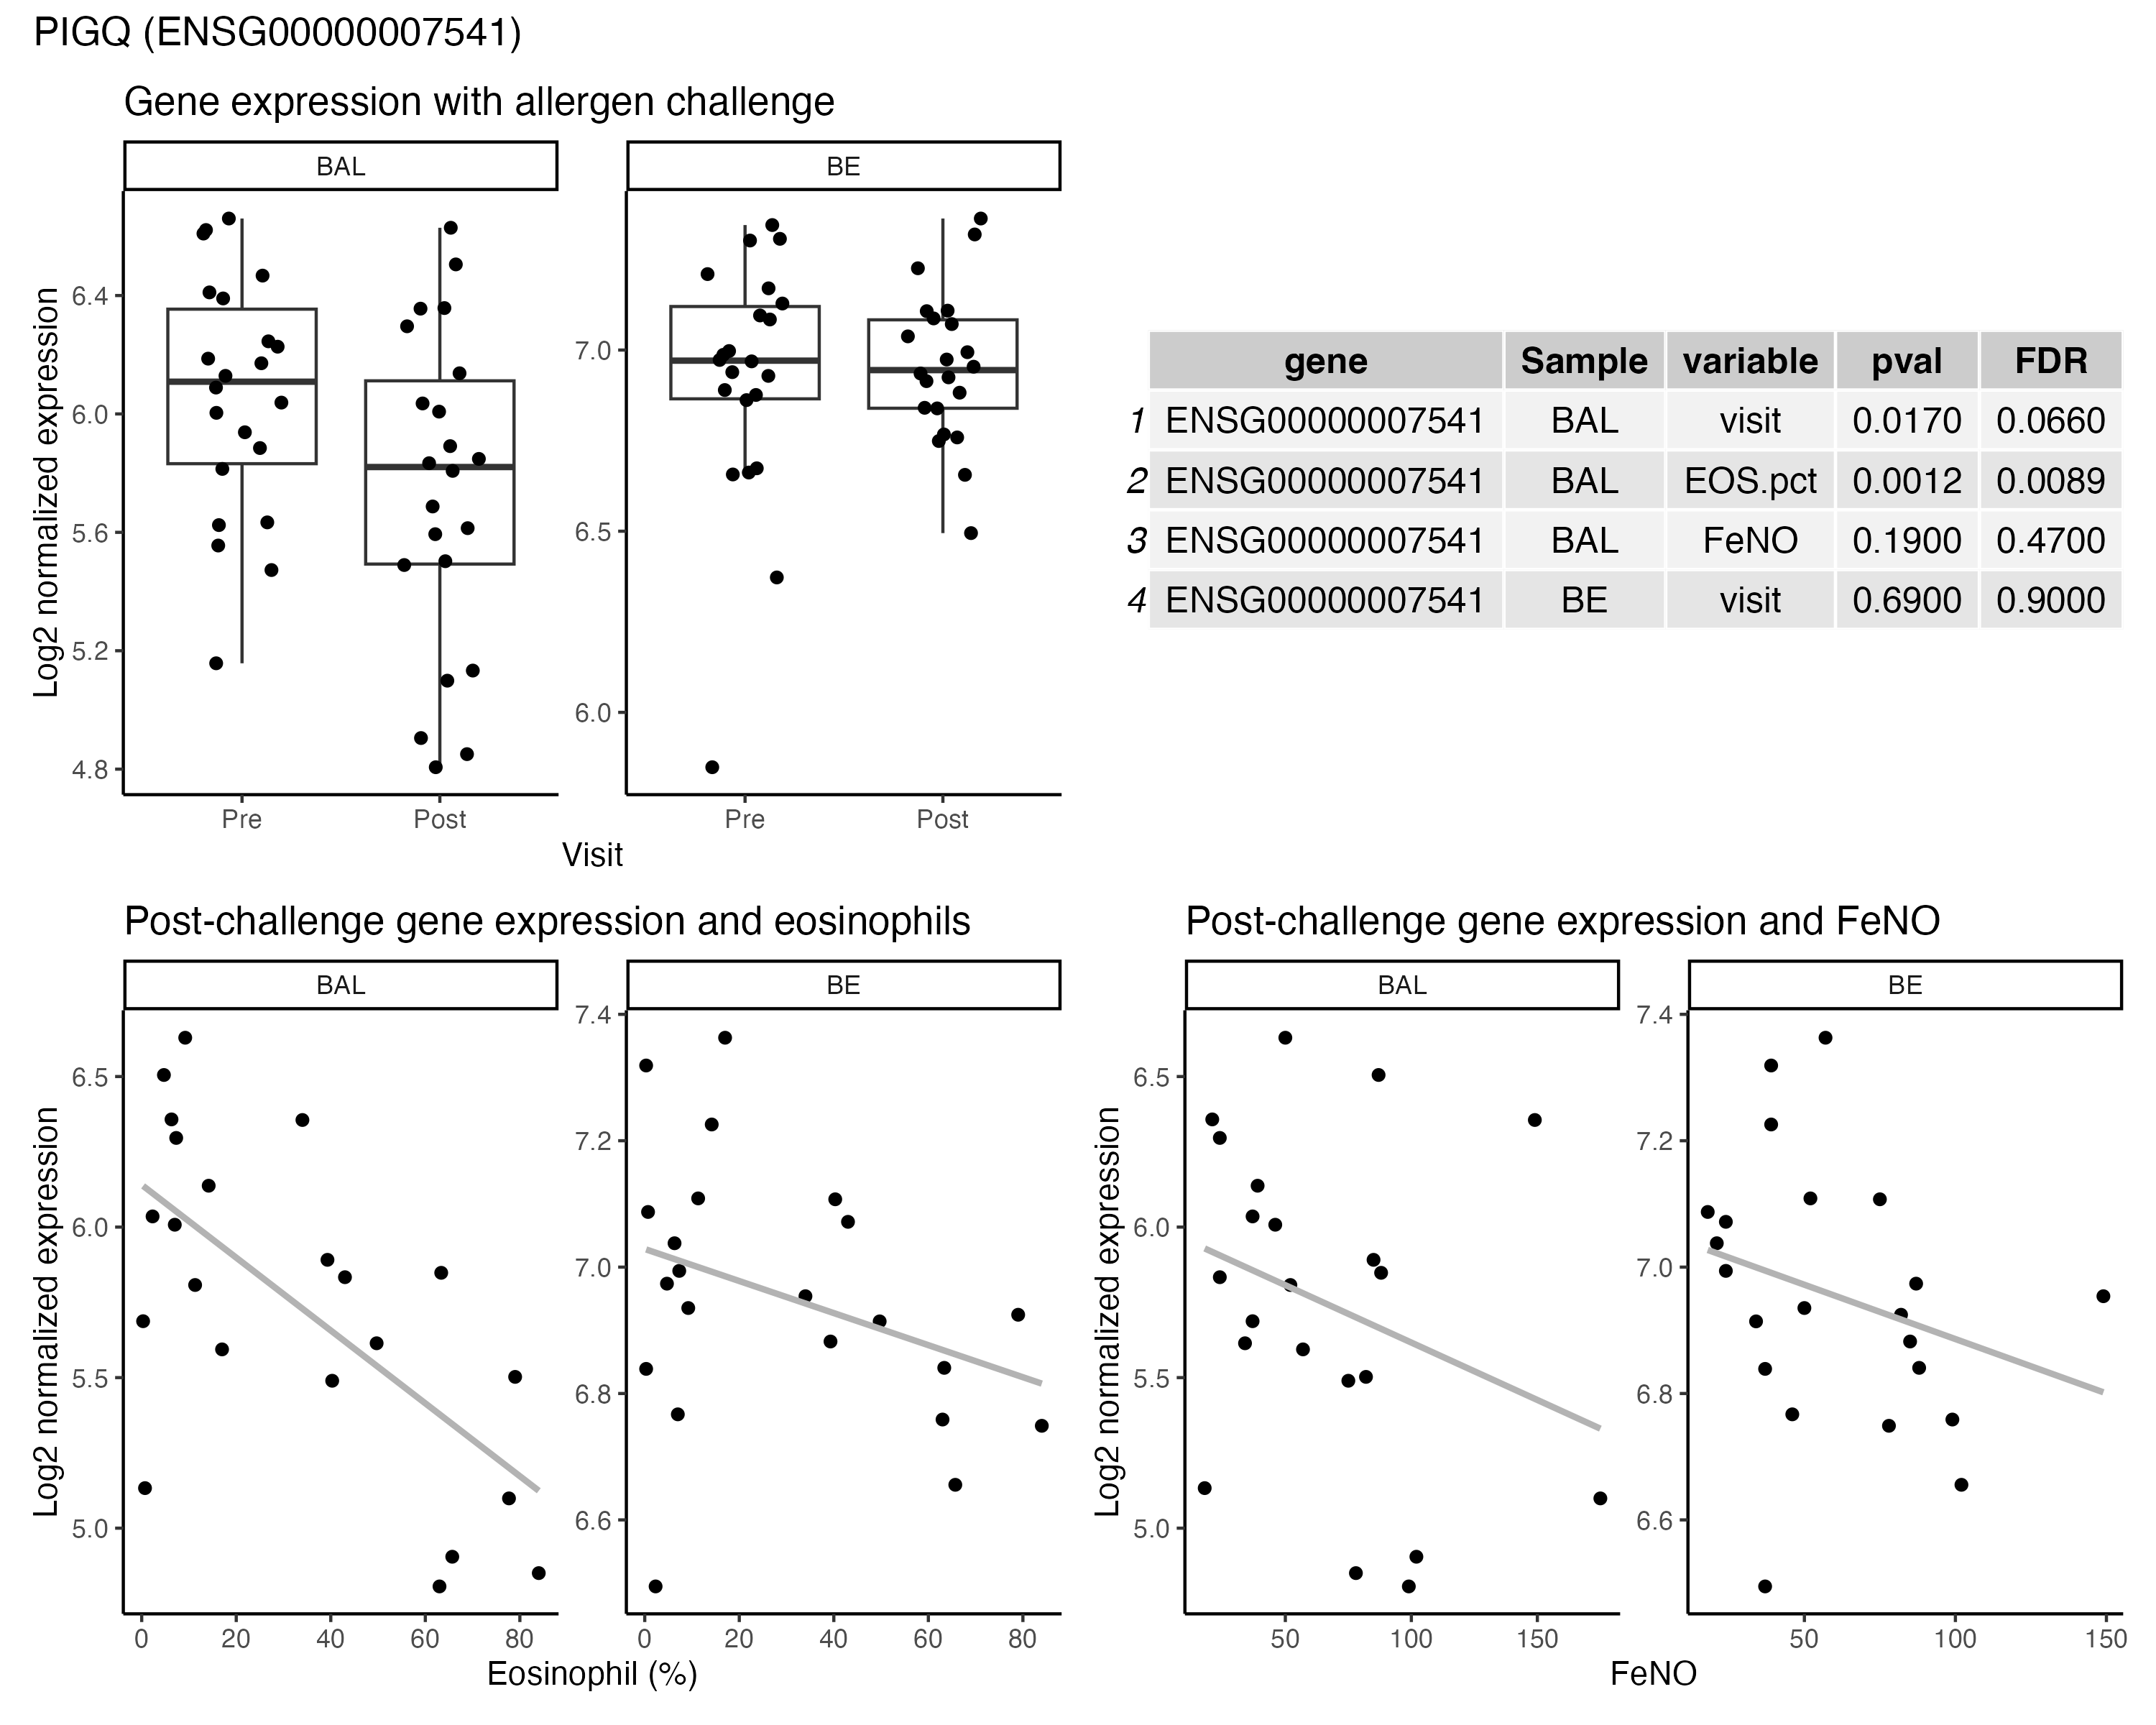 PIGQ (ENSG00000007541)
Gene expression with allergen challenge
BAL BE
Log2 normalized expression
6.4
6.0
5.6
5.2
4.8
7.0
6.5
6.0
Pre Post Pre Post
Visit
gene Sample variable pval FDR
1 ENSG00000007541 BAL visit 0.0170 0.0660
2 ENSG00000007541 BAL EOS.pct 0.0012 0.0089
3 ENSG00000007541 BAL FeNO 0.1900 0.4700
4 ENSG00000007541 BE visit 0.6900 0.9000
Post-challenge gene expression and eosinophils
BAL BE
Log2 normalized expression
6.5
6.0
5.5
5.0
7.4
7.2
7.0
6.8
6.6
0 20 40 60 80 0 20 40 60 80
Eosinophil (%)
Post-challenge gene expression and FeNO
BAL BE
Log2 normalized expression
6.5
6.0
5.5
5.0
7.4
7.2
7.0
6.8
6.6
50 100 150 50 100 150
FeNO